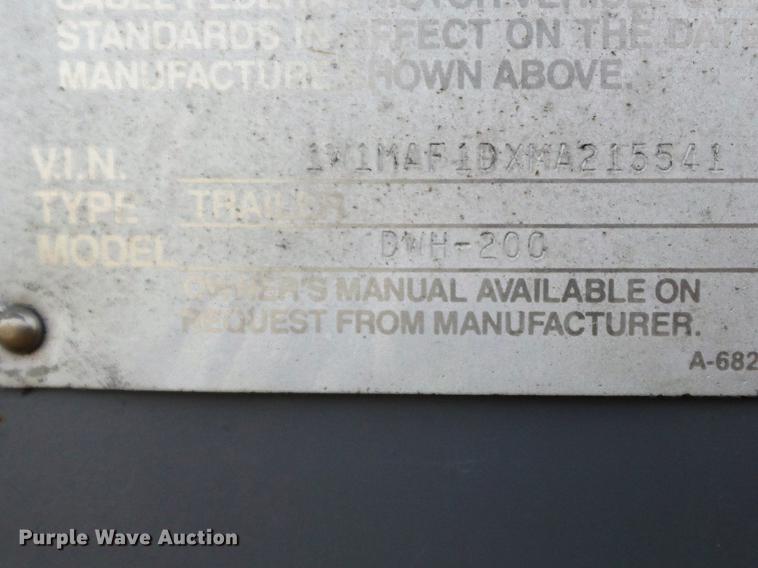 STANDARDS IN EFFECT ON THE DATE
MANUFACTURE SHOWN ABOVE.
V.I.N. 1W1MAF1DXMA215541
TYPE TRAILER
MODEL DWH-200
OWNER'S MANUAL AVAILABLE ON
REQUEST FROM MANUFACTURER.
A-682
Purple Wave Auction